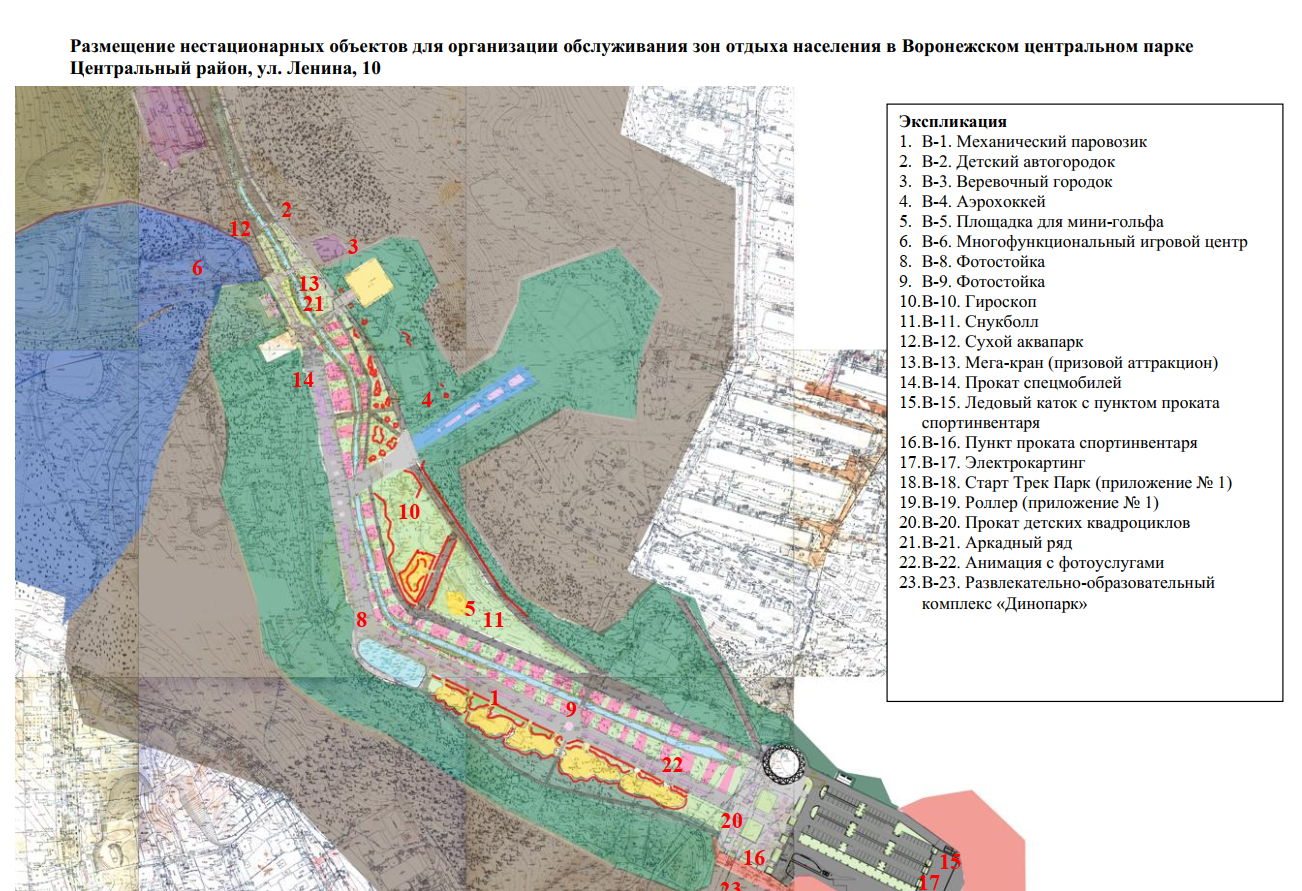 Размещение нестационарных объектов для организации обслуживания зон отдыха населения в Воронежском центральном парке
Центральный район, ул. Ленина, 10
Экспликация
1. В-1. Механический паровозик
2. В-2. Детский автогородок
3. В-3. Веревочный городок
4. В-4. Аэрохоккей
5. В-5. Площадка для мини-гольфа
6. В-6. Многофункциональный игровой центр
8. В-8. Фотостойка
9. В-9. Фотостойка
10.В-10. Гироскоп
11.В-11. Снукболл
12.В-12. Сухой аквапарк
13.В-13. Мега-кран (призовой аттракцион)
14.В-14. Прокат спецмобилей
15.В-15. Ледовый каток с пунктом проката
спортинвентаря
16.В-16. Пункт проката спортинвентаря
17.В-17. Электрокартинг
18.В-18. Старт Трек Парк (приложение № 1)
19.В-19. Роллер (приложение № 1)
20.В-20. Прокат детских квадроциклов
21.В-21. Аркадный ряд
22.В-22. Анимация с фотоуслугами
23.В-23. Развлекательно-образовательный
комплекс «Динопарк»
2
12
3
6
13
21
14
4
10
5
11
8
1
9
22
20
16
15
17
23